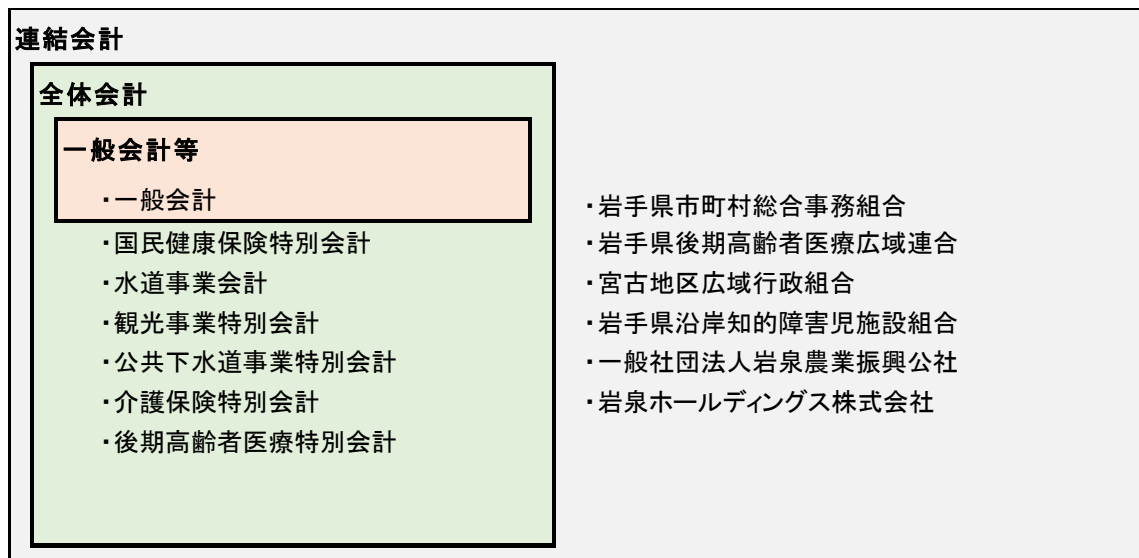 連結会計
全体会計
一般会計等
・一般会計
・国民健康保険特別会計
・水道事業会計
・観光事業特別会計
・公共下水道事業特別会計
・介護保険特別会計
・後期高齢者医療特別会計
・岩手県市町村総合事務組合
・岩手県後期高齢者医療広域連合
・宮古地区広域行政組合
・岩手県沿岸知的障害児施設組合
・一般社団法人岩泉農業振興公社
・岩泉ホールディングス株式会社